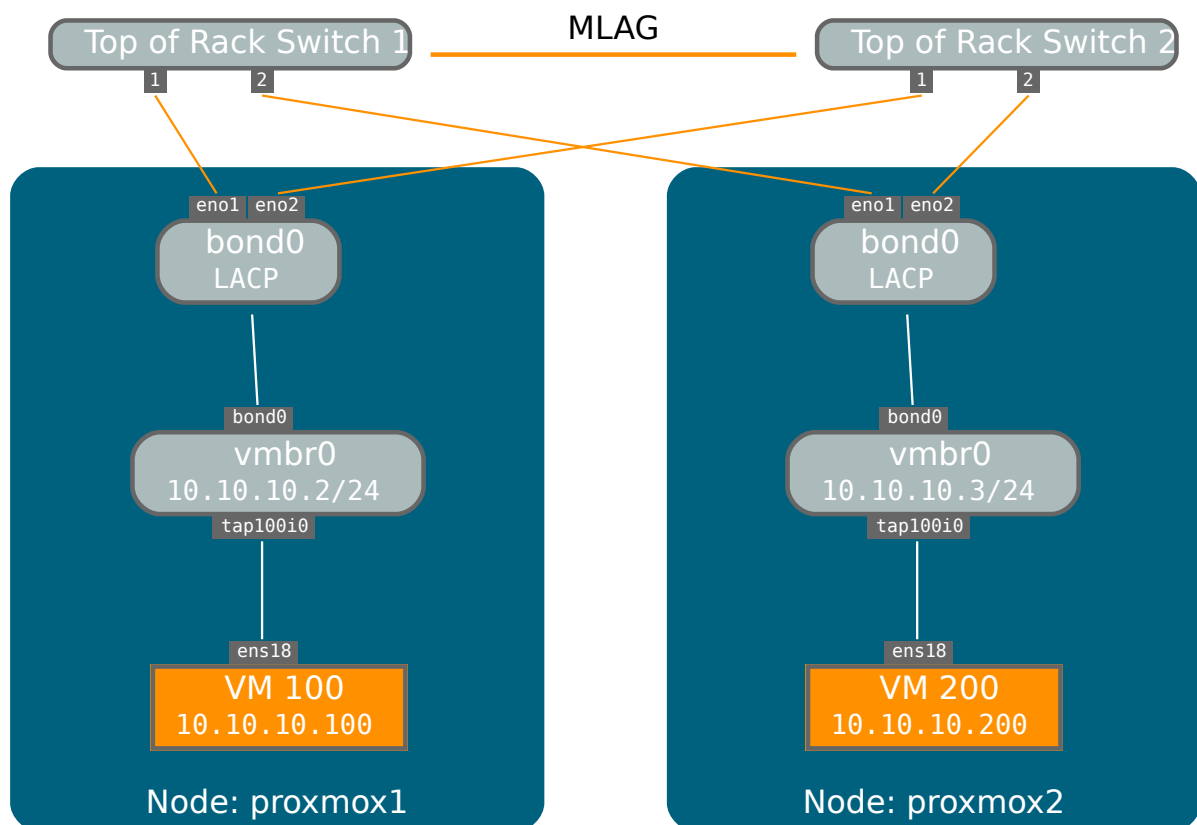 MLAG
Top of Rack Switch 1
Top of Rack Switch 2
1
2
1
2
eno1
eno2
bond0
LACP
bond0
vmbr0
10.10.10.2/24
tap100i0
ens18
VM 100
10.10.10.100
Node: proxmox1
eno1
eno2
bond0
LACP
bond0
vmbr0
10.10.10.3/24
tap100i0
ens18
VM 200
10.10.10.200
Node: proxmox2